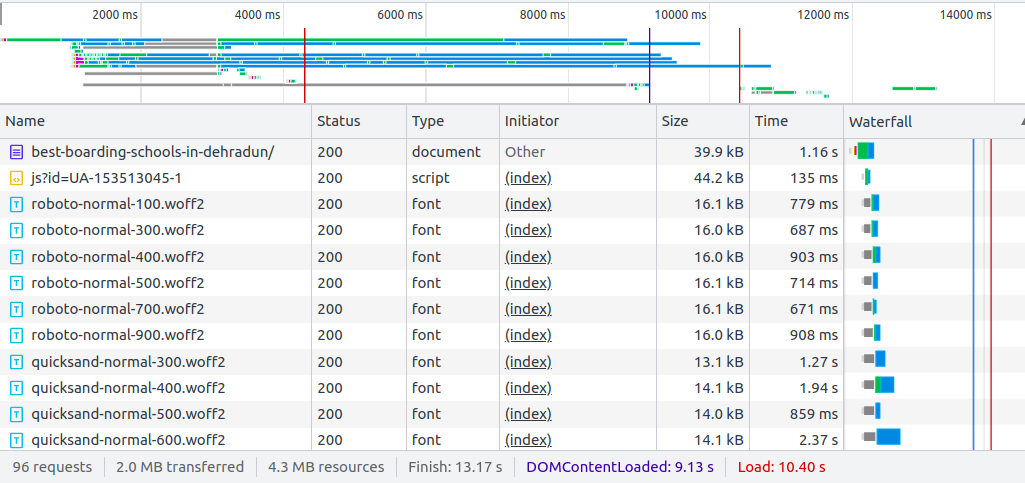 2000 ms 4000 ms 6000 ms 8000 ms 10000 ms 12000 ms 14000 ms
Name Status Type Initiator Size Time Waterfall
best-boarding-schools-in-dehradun/ 200 document Other 39.9 kB 1.16 s
js?id=UA-153513045-1 200 script (index) 44.2 kB 135 ms
roboto-normal-100.woff2 200 font (index) 16.1 kB 779 ms
roboto-normal-300.woff2 200 font (index) 16.0 kB 687 ms
roboto-normal-400.woff2 200 font (index) 16.0 kB 903 ms
roboto-normal-500.woff2 200 font (index) 16.1 kB 714 ms
roboto-normal-700.woff2 200 font (index) 16.1 kB 671 ms
roboto-normal-900.woff2 200 font (index) 16.0 kB 908 ms
quicksand-normal-300.woff2 200 font (index) 13.1 kB 1.27 s
quicksand-normal-400.woff2 200 font (index) 14.1 kB 1.94 s
quicksand-normal-500.woff2 200 font (index) 14.0 kB 859 ms
quicksand-normal-600.woff2 200 font (index) 14.1 kB 2.37 s
96 requests 2.0 MB transferred 4.3 MB resources Finish: 13.17 s DOMContentLoaded: 9.13 s Load: 10.40 s